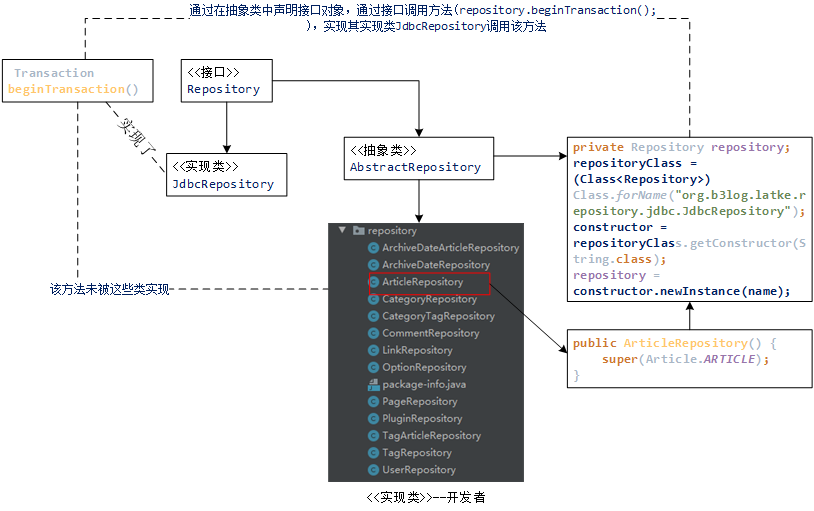 通过在抽象类中声明接口对象，通过接口调用方法(repository.beginTransaction();
)，实现其实现类JdbcRepository调用该方法
Transaction
beginTransaction()
<<接口>>
Repository
实现了
<<实现类>>
JdbcRepository
<<抽象类>>
AbstractRepository
private Repository repository;
repositoryClass =
(Class<Repository>)
Class.forName("org.b3log.latke.r
epository.jdbc.JdbcRepository");
constructor =
repositoryClass.getConstructor(S
tring.class);
repository =
constructor.newInstance(name);
该方法未被这些类实现
repository
ArchiveDateArticleRepository
ArchiveDateRepository
ArticleRepository
CategoryRepository
CategoryTagRepository
CommentRepository
LinkRepository
OptionRepository
package-info.java
PageRepository
PluginRepository
TagArticleRepository
TagRepository
UserRepository
public ArticleRepository() {
super(Article.ARTICLE);
}
<<实现类>>--开发者